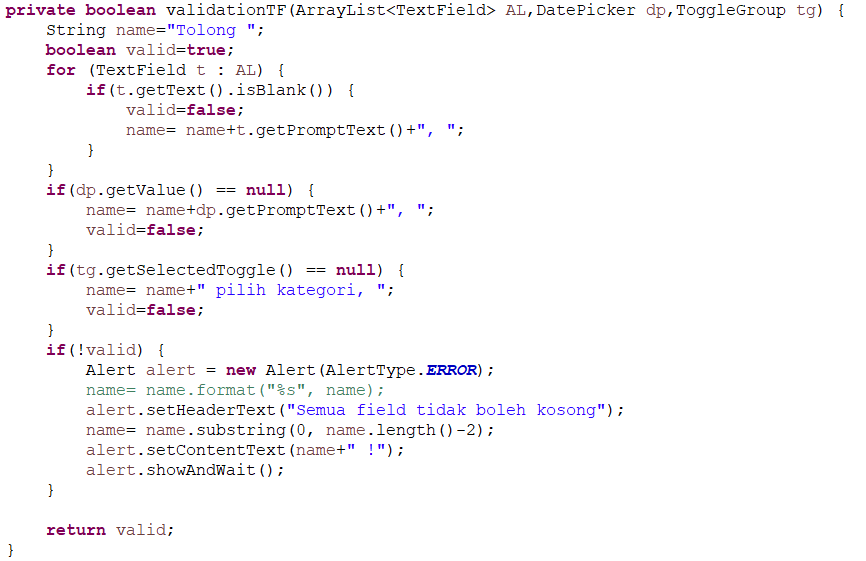 private boolean validationTF(ArrayList<TextField> AL,DatePicker dp,ToggleGroup tg) {
    String name="Tolong ";
    boolean valid=true;
    for (TextField t : AL) {
        if(t.getText().isBlank()) {
            valid=false;
            name= name+t.getPromptText()+", ";
        }
    }
    if(dp.getValue() == null) {
        name= name+dp.getPromptText()+", ";
        valid=false;
    }
    if(tg.getSelectedToggle() == null) {
        name= name+" pilih kategori, ";
        valid=false;
    }
    if(!valid) {
        Alert alert = new Alert(AlertType.ERROR);
        name= name.format("%s", name);
        alert.setHeaderText("Semua field tidak boleh kosong");
        name= name.substring(0, name.length()-2);
        alert.setContentText(name+" !");
        alert.showAndWait();
    }

    return valid;
}